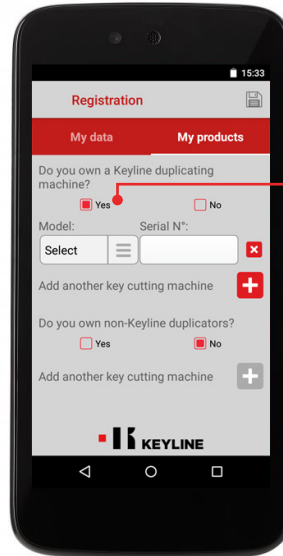 15:33
Registration
My data My products
Do you own a Keyline duplicating
machine?
Yes No
Model: Serial N°:
Select
Add another key cutting machine
Do you own non-Keyline duplicators?
Yes No
Add another key cutting machine
KEYLINE